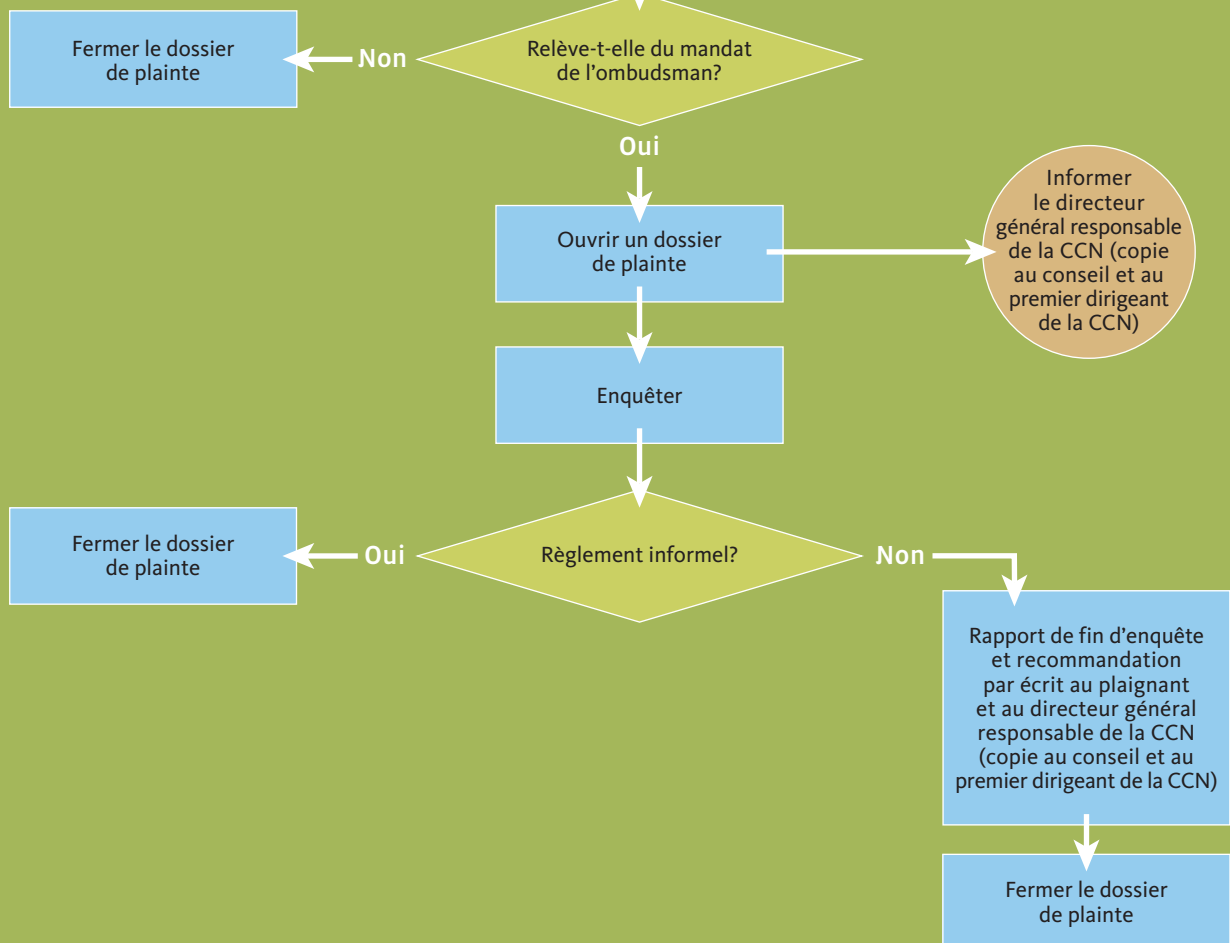 Fermer le dossier
de plainte
Non
Relève-t-elle du mandat
de l'ombudsman?
Oui
Ouvrir un dossier
de plainte
Informer
le directeur
général responsable
de la CCN (copie
au conseil et au
premier dirigeant
de la CCN)
Enquêter
Fermer le dossier
de plainte
Oui
Règlement informel?
Non
Rapport de fin d'enquête
et recommandation
par écrit au plaignant
et au directeur général
responsable de la CCN
(copie au conseil et au
premier dirigeant de la CCN)
Fermer le dossier
de plainte